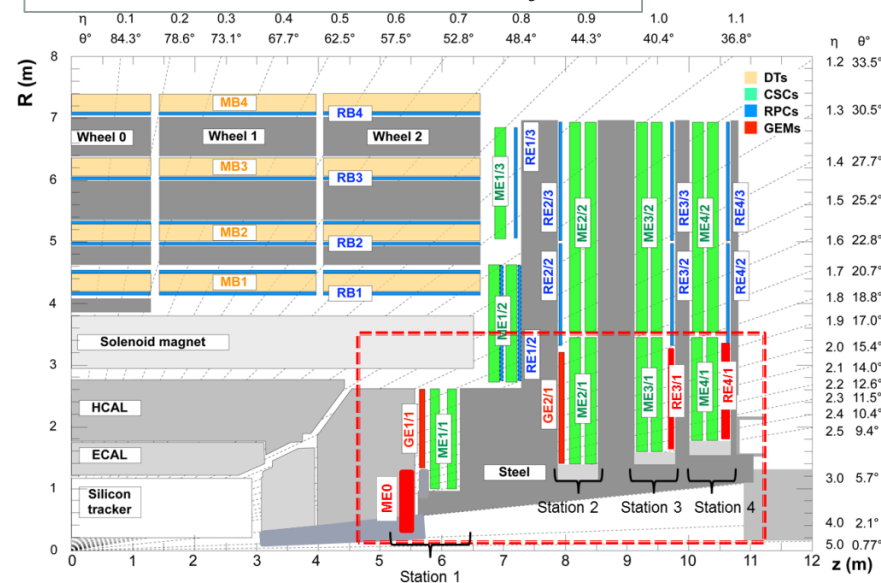 η 0.1 0.2 0.3 0.4 0.5 0.6 0.7 0.8 0.9 1.0 1.1
θ° 84.3° 78.6° 73.1° 67.7° 62.5° 57.5° 52.8° 48.4° 44.3° 40.4° 36.8° η θ°
R (m)
8
7
6
5
4
3
2
1
0
1.2 33.5°
1.3 30.5°
1.4 27.7°
1.5 25.2°
1.6 22.8°
1.7 20.7°
1.8 18.8°
1.9 17.0°
2.0 15.4°
2.1 14.0°
2.2 12.6°
2.3 11.5°
2.4 10.4°
2.5 9.4°
3.0 5.7°
4.0 2.1°
5.0 0.77°
DTs
CSCs
RPCs
GEMs
MB4
RB4
Wheel 0
Wheel 1
Wheel 2
MB3
RB3
MB2
RB2
MB1
RB1
Solenoid magnet
HCAL
ECAL
Silicon
tracker
Steel
ME0
GE1/1
ME1/1
ME1/2
ME1/3
RE1/3
RE1/2
RE2/3
RE2/2
GE2/1
ME2/2
ME2/1
ME3/2
ME3/1
RE3/3
RE3/2
RE3/1
ME4/2
ME4/1
RE4/3
RE4/2
RE4/1
Station 2
Station 3
Station 4
0 1 2 3 4 5 6 7 8 9 10 11 12
z (m)
Station 1